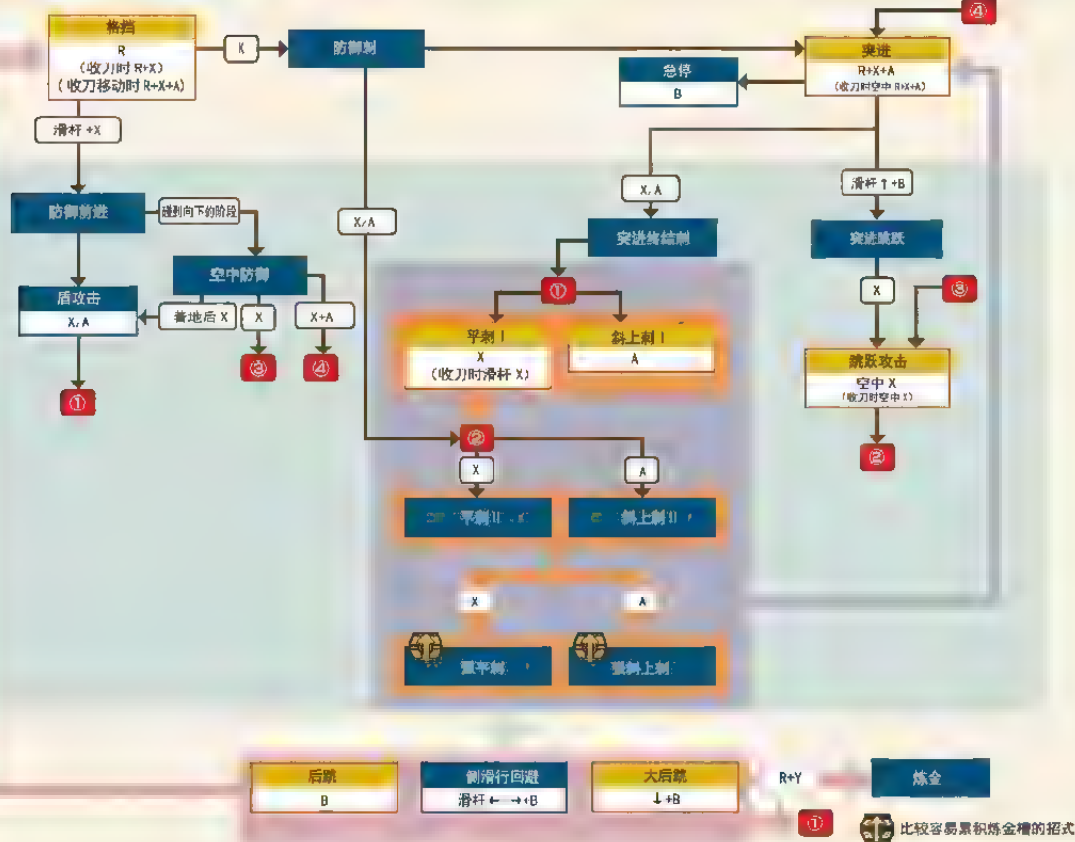 ④
格挡
R
(收刀时 R+X)
(收刀移动时 R+X+A)
X
防御刺
突进
R+X+A
(收刀时空中 R+X+A)
急停
B
滑杆 +X
X/A
X/A
滑杆↑+B
防御前进
碰到向下的阶段
突进终结刺
突进跳跃
空中防御
X
③
盾攻击
X/A
着地后 X
X
X+A
①
平刺 I
X
(收刀时滑杆 X)
斜上刺 I
A
跳跃攻击
空中 X
(收刀时空中 X)
③
④
①
②
②
X
A
平刺 II
斜上刺 II
X
A
重平刺
强斜上刺
后跳
B
侧滑行回避
滑杆←→+B
大后跳
↓+B
R+Y
炼金
①
比较容易累积炼金槽的招式